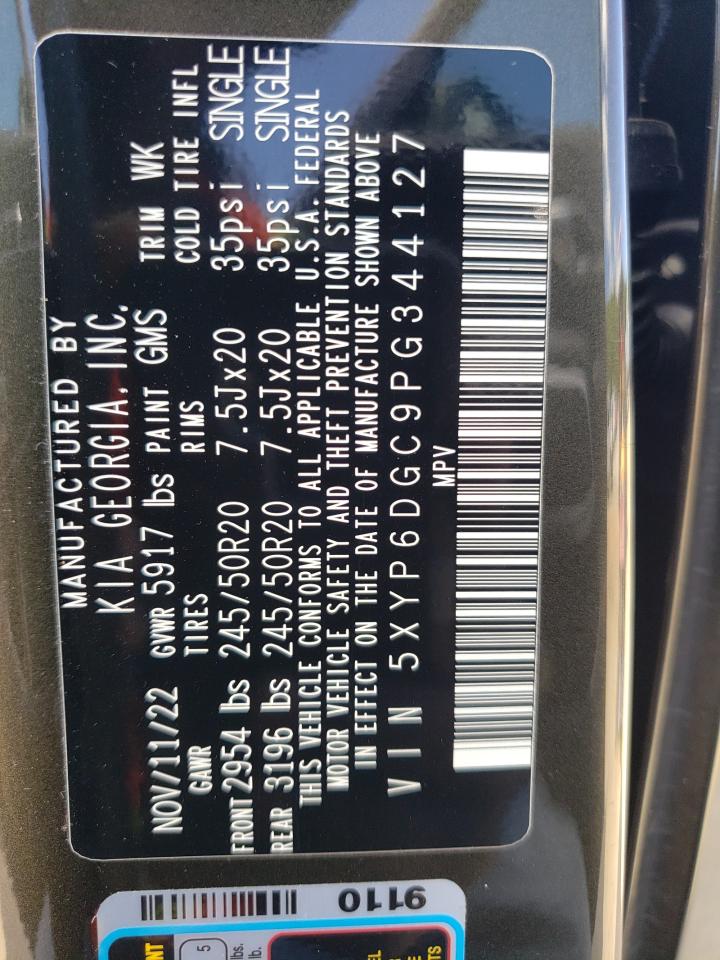 MANUFACTURED BY
KIA GEORGIA, INC.
NOV/11/22 GVWR 5917 lbs PAINT GMS TRIM WK
GAWR TIRES RIMS COLD TIRE INFL
FRONT 2954 lbs 245/50R20 7.5Jx20 35psi SINGLE
REAR 3196 lbs 245/50R20 7.5Jx20 35psi SINGLE
THIS VEHICLE CONFORMS TO ALL APPLICABLE U.S.A. FEDERAL
MOTOR VEHICLE SAFETY AND THEFT PREVENTION STANDARDS
IN EFFECT ON THE DATE OF MANUFACTURE SHOWN ABOVE
VIN 5XYP6DGC9PG344127
MPV
9110
5
lbs.
lb.